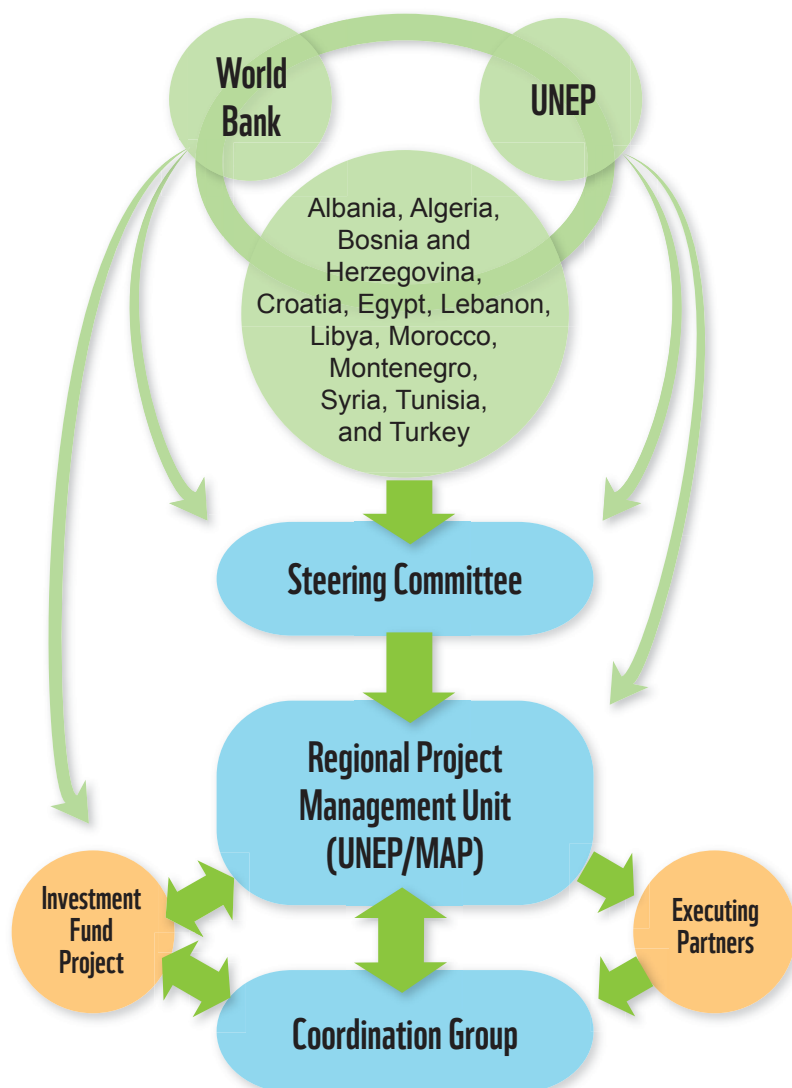 World
Bank
UNEP
Albania, Algeria,
Bosnia and
Herzegovina,
Croatia, Egypt, Lebanon,
Libya, Morocco,
Montenegro,
Syria, Tunisia,
and Turkey
Steering Committee
Regional Project
Management Unit
(UNEP/MAP)
Investment
Fund
Project
Executing
Partners
Coordination Group